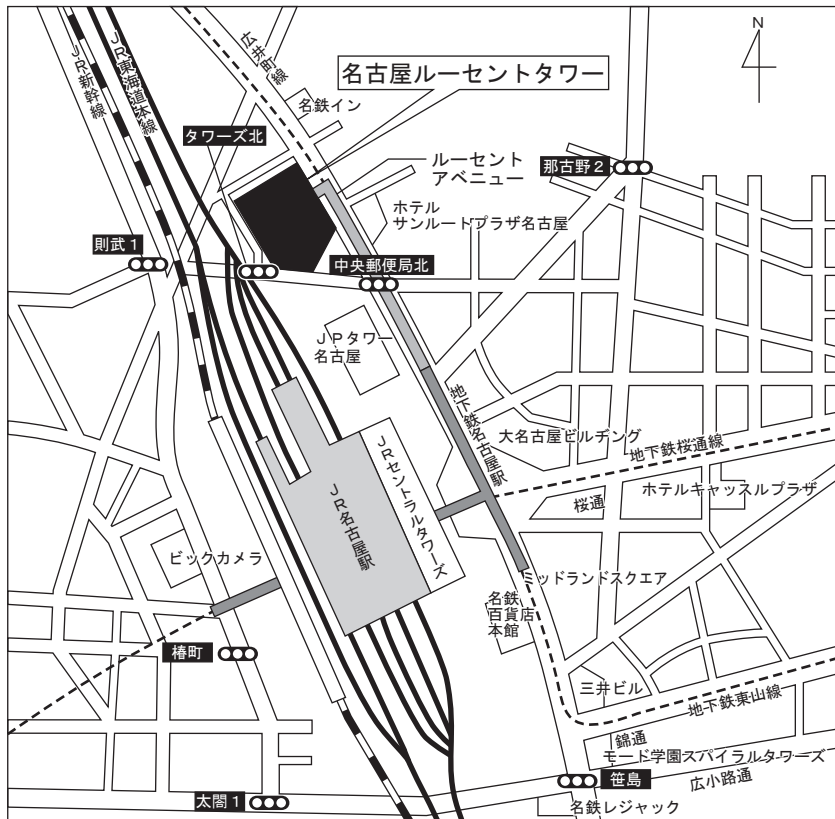 N
広井町線
JR東海道本線
JR新幹線
名古屋ルーセントタワー
名鉄イン
タワーズ北
ルーセント
アベニュー
那古野2
ホテル
サンルートプラザ名古屋
則武1
中央郵便局北
JPタワー
名古屋
地下鉄名古屋駅
大名古屋ビルヂング
地下鉄桜通線
JRセントラルタワーズ
ホテルキャッスルプラザ
桜通
JR名古屋駅
ビックカメラ
ミッドランドスクエア
名鉄
百貨店
本館
椿町
三井ビル
地下鉄東山線
錦通
モード学園スパイラルタワーズ
笹島
広小路通
太閤1
名鉄レジャック